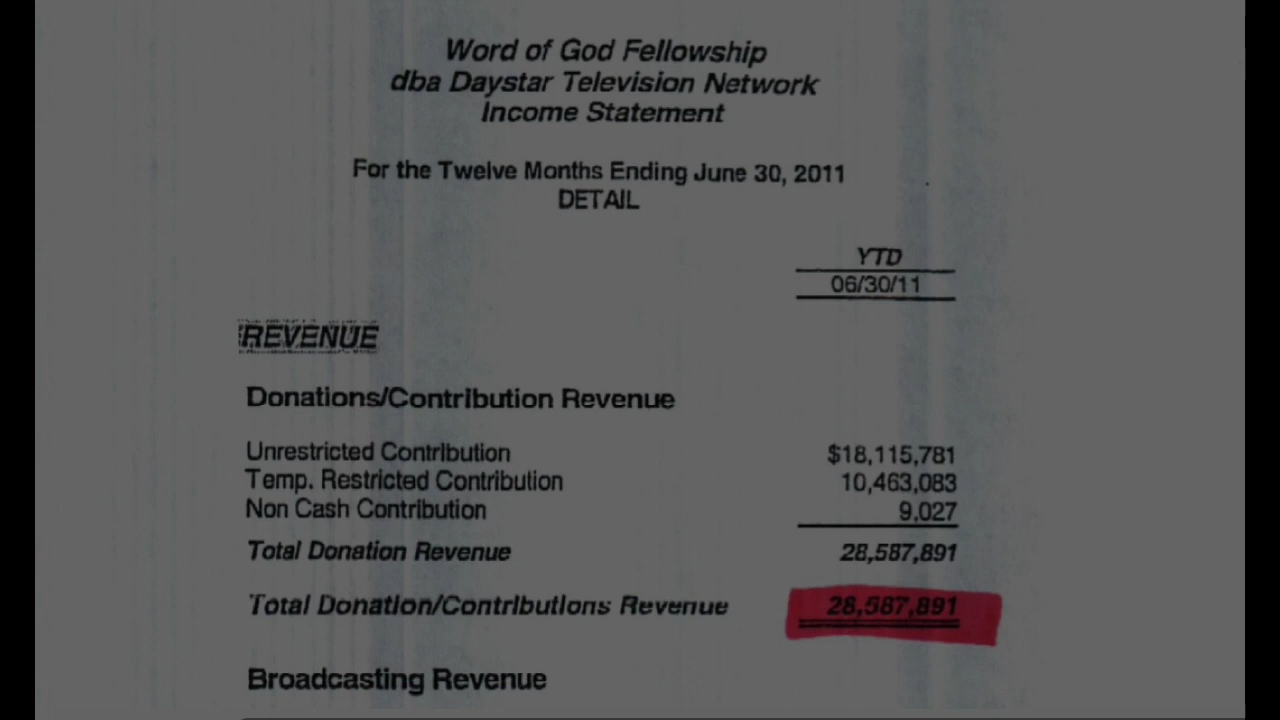 Word of God Fellowship
dba Daystar Television Network
Income Statement
For the Twelve Months Ending June 30, 2011
DETAIL
YTD
06/30/11
REVENUE
Donations/Contribution Revenue
Unrestricted Contribution $18,115,781
Temp. Restricted Contribution 10,463,083
Non Cash Contribution 9,027
Total Donation Revenue 28,587,891
Total Donation/Contributions Revenue 28,587,891
Broadcasting Revenue